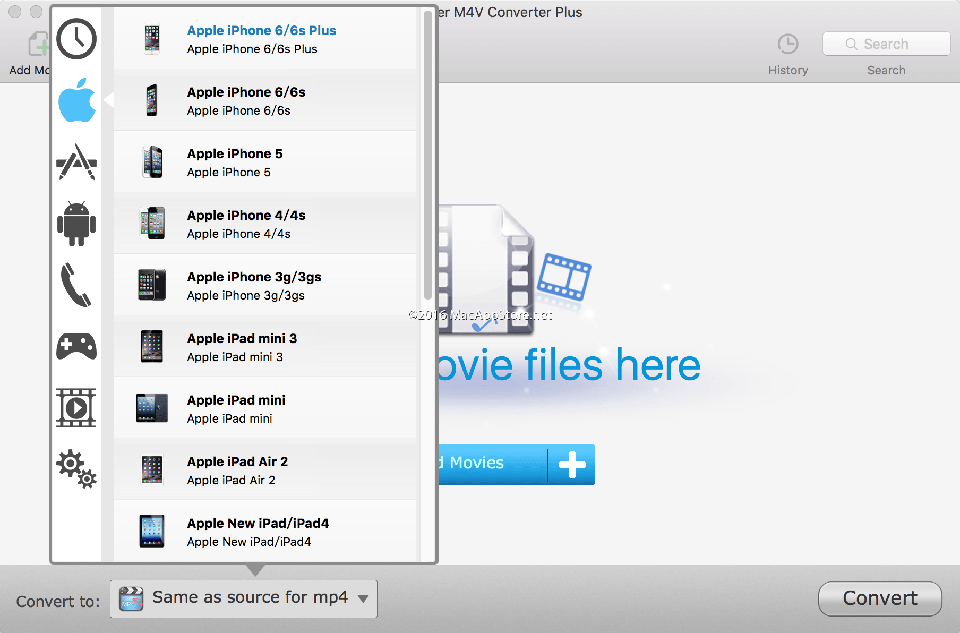 er M4V Converter Plus
Add Mo
History
Search
Search
Apple iPhone 6/6s Plus
Apple iPhone 6/6s Plus
Apple iPhone 6/6s
Apple iPhone 6/6s
Apple iPhone 5
Apple iPhone 5
Apple iPhone 4/4s
Apple iPhone 4/4s
Apple iPhone 3g/3gs
Apple iPhone 3g/3gs
Apple iPad mini 3
Apple iPad mini 3
Apple iPad mini
Apple iPad mini
Apple iPad Air 2
Apple iPad Air 2
Apple New iPad/iPad4
Apple New iPad/iPad4
©2016 MacAppStore.net
ovie files here
d Movies
Convert to:
Same as source for mp4
Convert